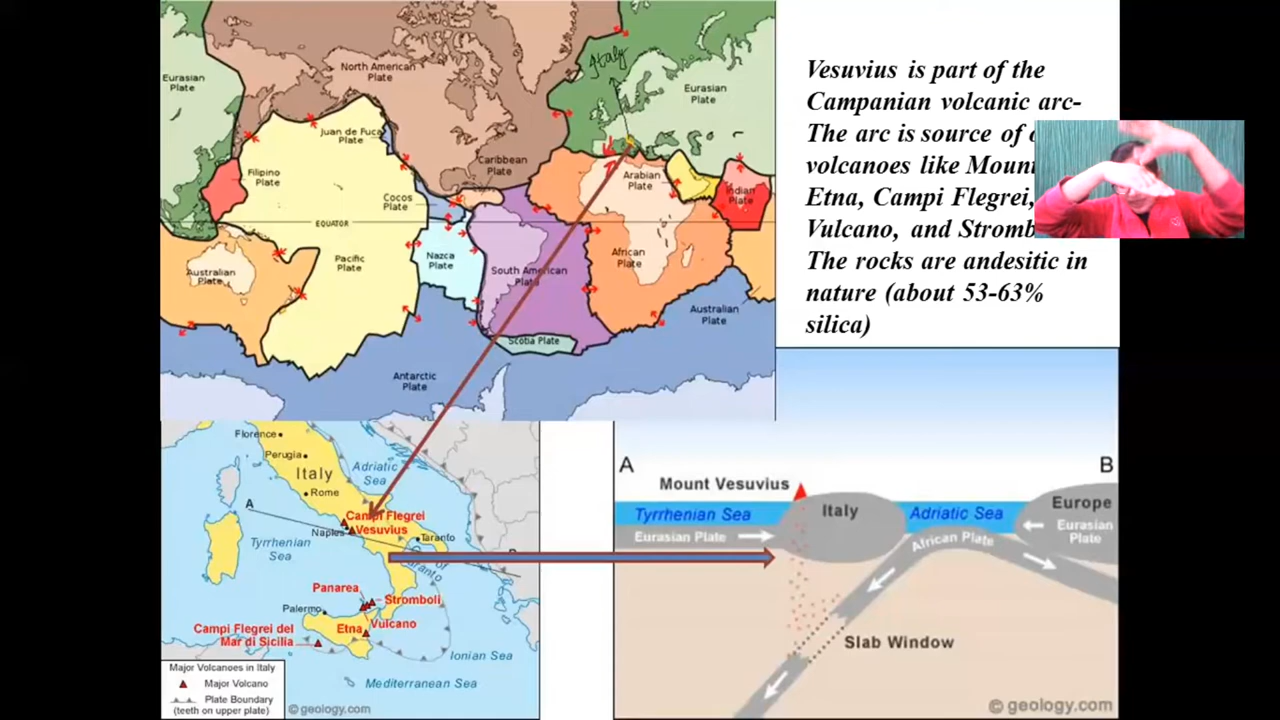 Eurasian
Plate
North American
Plate
Italy
Eurasian
Plate
Juan de Fuca
Plate
Caribbean
Plate
Filipino
Plate
Arabian
Plate
Indian
Plate
Cocos
Plate
EQUATOR
Pacific
Plate
Nazca
Plate
African
Plate
Australian
Plate
South American
Plate
Australian
Plate
Scotia Plate
Antarctic
Plate
Vesuvius is part of the
Campanian volcanic arc-
The arc is source of
volcanoes like Mount
Etna, Campi Flegrei,
Vulcano, and
The rocks are andesitic in
nature (about 53-63%
silica)
Florence
Perugia
Italy
Adriatic
Sea
Rome
A
Campi Flegrei
Naples
Vesuvius
Taranto
Tyrrhenian
Sea
Taranto
Panarea
Stromboli
Palermo
Vulcano
Etna
Campi Flegrei del
Mar di Sicilia
Ionian Sea
Mediterranean Sea
Major Volcanoes in Italy
Major Volcano
Plate Boundary
(teeth on upper plate)
© geology.com
A
B
Mount Vesuvius
Italy
Europe
Tyrrhenian Sea
Adriatic Sea
Eurasian Plate
Eurasian
Plate
African Plate
Slab Window
© geology.com